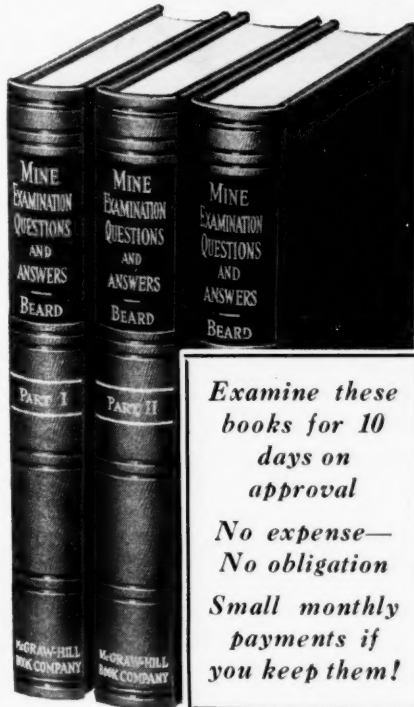 MINE
EXAMINATION
QUESTIONS
AND
ANSWERS
BEARD
PART I
McGRAW-HILL
BOOK COMPANY
MINE
EXAMINATION
QUESTIONS
AND
ANSWERS
BEARD
PART II
McGRAW-HILL
BOOK COMPANY
MINE
EXAMINATION
QUESTIONS
AND
ANSWERS
BEARD
Examine these
books for 10
days on
approval
No expense—
No obligation
Small monthly
payments if
you keep them!